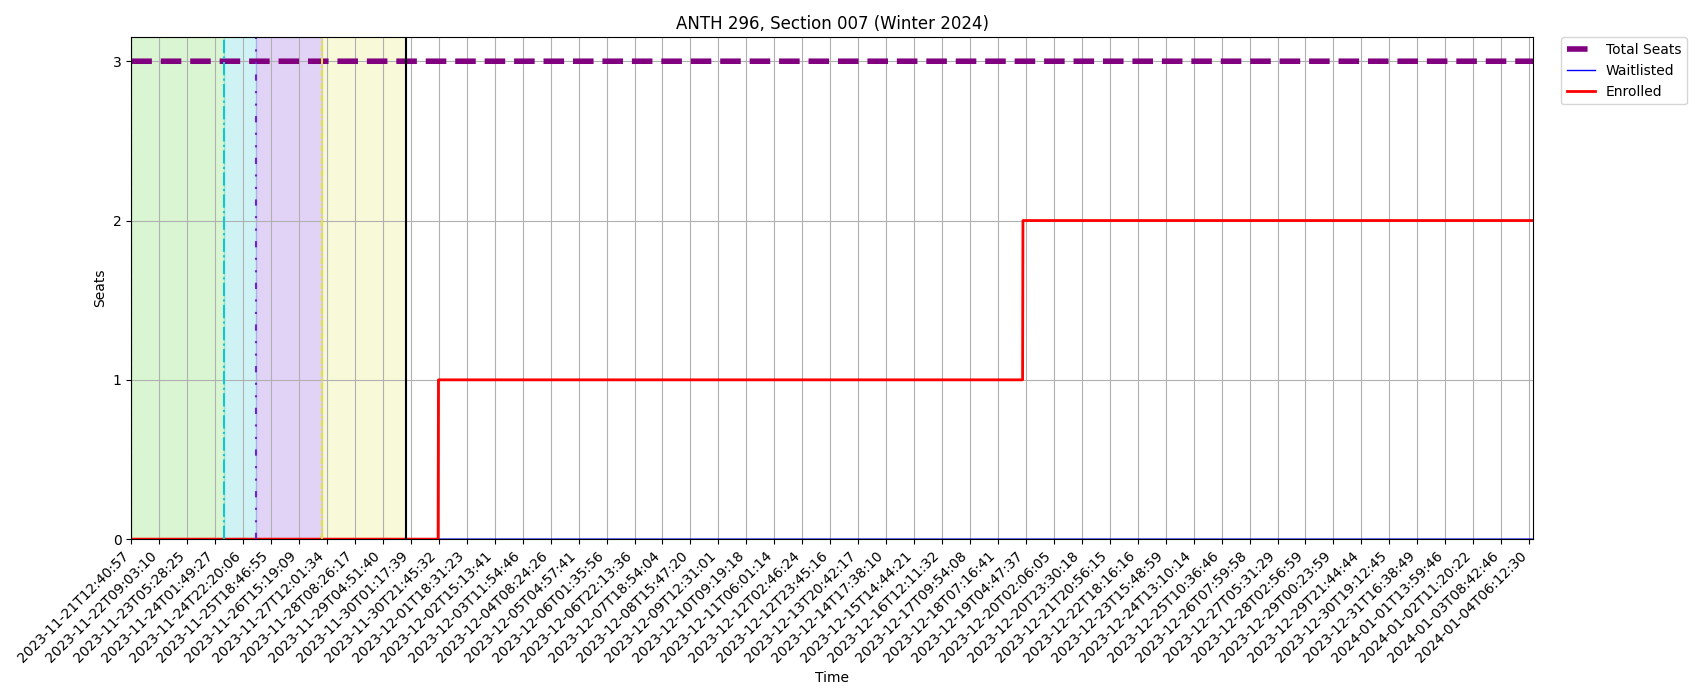 ANTH 296, Section 007 (Winter 2024)
Total Seats
Waitlisted
Enrolled
Seats
3
2
1
0
2023-11-21T12:40:57
2023-11-22T09:03:10
2023-11-23T05:28:25
2023-11-24T01:49:27
2023-11-24T22:20:06
2023-11-25T18:46:55
2023-11-26T15:19:09
2023-11-27T12:01:34
2023-11-28T08:26:17
2023-11-29T04:51:40
2023-11-30T01:17:39
2023-11-30T21:45:32
2023-12-01T18:31:23
2023-12-02T15:13:41
2023-12-03T11:54:46
2023-12-04T08:24:26
2023-12-05T04:57:41
2023-12-06T01:35:56
2023-12-06T22:13:36
2023-12-07T18:54:04
2023-12-08T15:47:20
2023-12-09T12:31:01
2023-12-10T09:19:18
2023-12-11T06:01:14
2023-12-12T02:46:24
2023-12-12T23:45:16
2023-12-13T20:42:17
2023-12-14T17:38:10
2023-12-15T14:44:21
2023-12-16T12:11:32
2023-12-17T09:54:08
2023-12-18T07:16:41
2023-12-19T04:47:37
2023-12-20T02:06:05
2023-12-20T23:30:18
2023-12-21T20:56:15
2023-12-22T18:16:16
2023-12-23T15:48:59
2023-12-24T13:10:14
2023-12-25T10:36:46
2023-12-26T07:59:58
2023-12-27T05:31:29
2023-12-28T02:56:59
2023-12-29T00:23:59
2023-12-29T21:44:44
2023-12-30T19:12:45
2023-12-31T16:38:49
2024-01-01T13:59:46
2024-01-02T11:20:22
2024-01-03T08:42:46
2024-01-04T06:12:30
Time